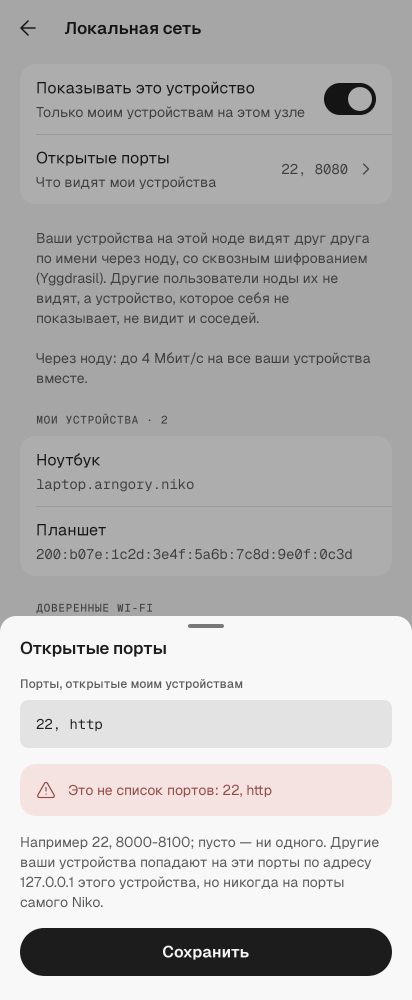 Локальная сеть
Показывать это устройство
Только моим устройствам на этом узле
Открытые порты
Что видят мои устройства
22, 8080
Ваши устройства на этой ноде видят друг друга
по имени через ноду, со сквозным шифрованием
(Yggdrasil). Другие пользователи ноды их не
видят, а устройство, которое себя не
показывает, не видит и соседей.
Через ноду: до 4 Мбит/с на все ваши устройства
вместе.
МОИ УСТРОЙСТВА · 2
Ноутбук
laptop.arngory.niko
Планшет
200:b07e:1c2d:3e4f:5a6b:7c8d:9e0f:0c3d
ДОВЕРЕННЫЕ WI-FI
Открытые порты
Порты, открытые моим устройствам
22, http
Это не список портов: 22, http
Например 22, 8000-8100; пусто — ни одного. Другие
ваши устройства попадают на эти порты по адресу
127.0.0.1 этого устройства, но никогда на порты
самого Niko.
Сохранить